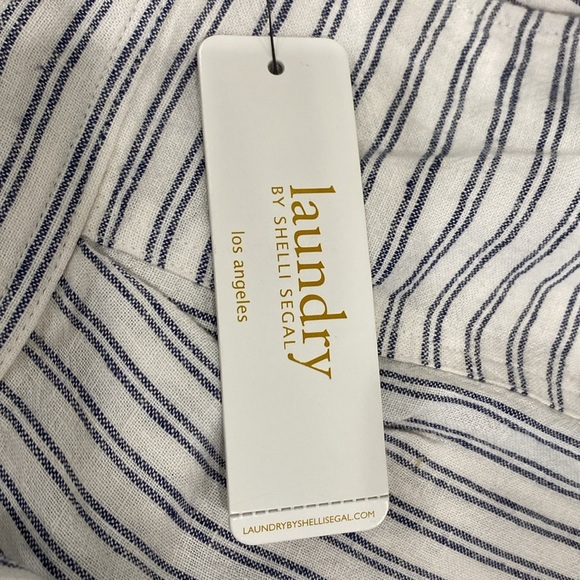 laundry
BY SHELLI SEGAL
los angeles
LAUNDRYBYSHELLISEGAL.COM